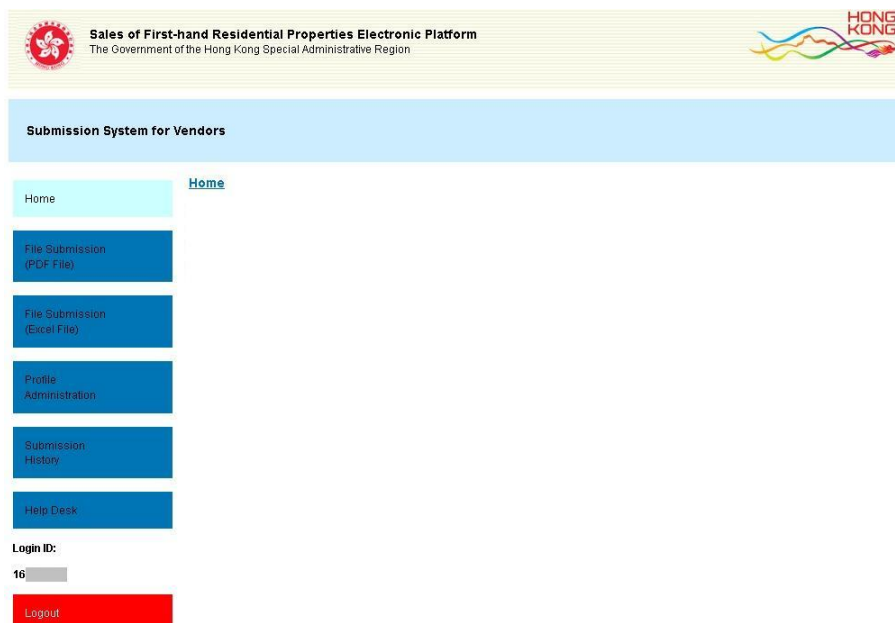 Sales of First-hand Residential Properties Electronic Platform
The Government of the Hong Kong Special Administrative Region
HONG
KONG
Submission System for Vendors
Home
Home
File Submission
(PDF File)
File Submission
(Excel File)
Profile
Administration
Submission
History
Help Desk
Login ID:
16
Logout